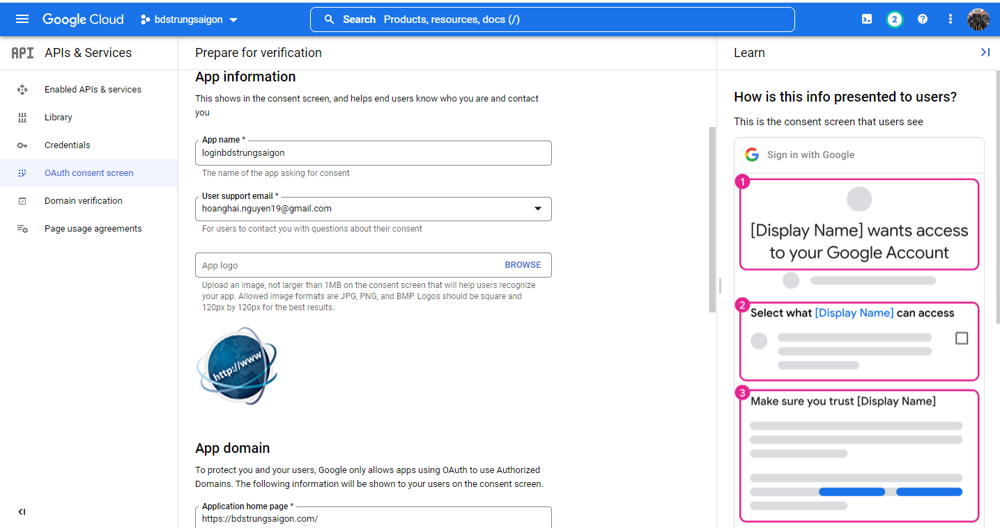 Google Cloud
bdstrungsaigon
Search Products, resources, docs (/)
2
API APIs & Services
Enabled APIs & services
Library
Credentials
OAuth consent screen
Domain verification
Page usage agreements
Prepare for verification
App information
This shows in the consent screen, and helps end users know who you are and contact
you
App name *
loginbdstrungsaigon
The name of the app asking for consent
User support email *
hoanghai.nguyen19@gmail.com
For users to contact you with questions about their consent
App logo
BROWSE
Upload an image, not larger than 1MB on the consent screen that will help users recognize
your app. Allowed image formats are JPG, PNG, and BMP. Logos should be square and
120px by 120px for the best results.
http://www
App domain
To protect you and your users, Google only allows apps using OAuth to use Authorized
Domains. The following information will be shown to your users on the consent screen.
Application home page *
https://bdstrungsaigon.com/
Learn
How is this info presented to users?
This is the consent screen that users see
Sign in with Google
1
[Display Name] wants access
to your Google Account
2
Select what [Display Name] can access
3
Make sure you trust [Display Name]